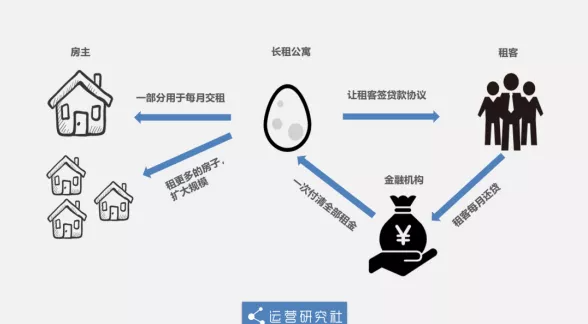 房主
长租公寓
租客
一部分用于每月交租
让租客签贷款协议
租更多的房子，
扩大规模
一次付清全部租金
金融机构
租客每月还贷
¥
运营研究社